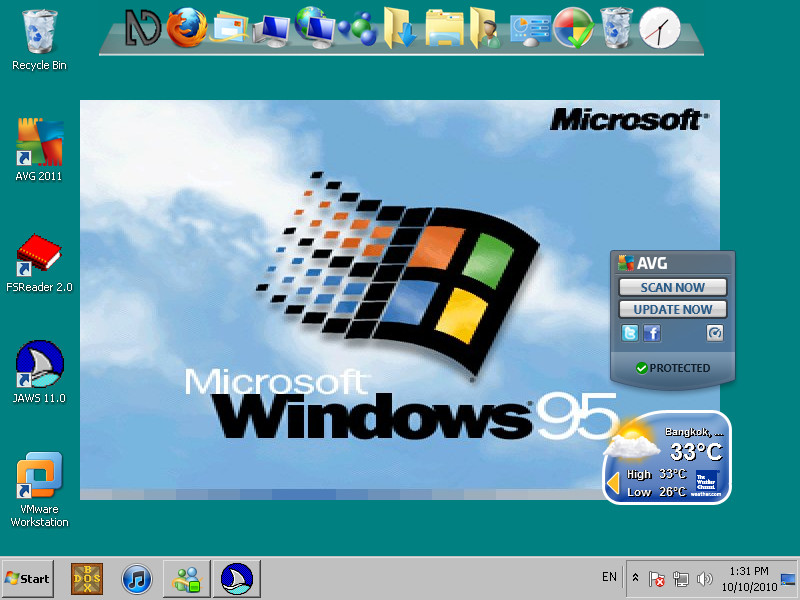 Recycle Bin
AVG 2011
FSReader 2.0
JAWS 11.0
VMware
Workstation
Microsoft
Microsoft
Windows 95
AVG
SCAN NOW
UPDATE NOW
PROTECTED
Bangkok, ...
33°C
High 33°C
Low 26°C
The
Weather
Channel
weather.com
Start
BOX
DOS
EN
1:31 PM
10/10/2010